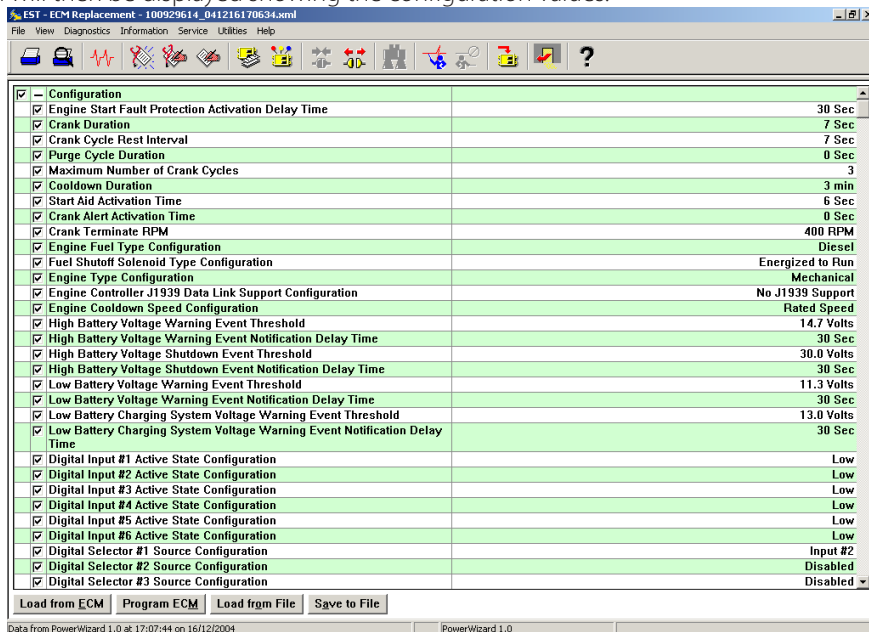 will then be displayed showing the configuration values.
EST - ECM Replacement - 100929614_041216170634.xml
File View Diagnostics Information Service Utilities Help
Configuration
Engine Start Fault Protection Activation Delay Time 30 Sec
Crank Duration 7 Sec
Crank Cycle Rest Interval 7 Sec
Purge Cycle Duration 0 Sec
Maximum Number of Crank Cycles 3
Cooldown Duration 3 min
Start Aid Activation Time 6 Sec
Crank Alert Activation Time 0 Sec
Crank Terminate RPM 400 RPM
Engine Fuel Type Configuration Diesel
Fuel Shutoff Solenoid Type Configuration Energized to Run
Engine Type Configuration Mechanical
Engine Controller J1939 Data Link Support Configuration No J1939 Support
Engine Cooldown Speed Configuration Rated Speed
High Battery Voltage Warning Event Threshold 14.7 Volts
High Battery Voltage Warning Event Notification Delay Time 30 Sec
High Battery Voltage Shutdown Event Threshold 30.0 Volts
High Battery Voltage Shutdown Event Notification Delay Time 30 Sec
Low Battery Voltage Warning Event Threshold 11.3 Volts
Low Battery Voltage Warning Event Notification Delay Time 30 Sec
Low Battery Charging System Voltage Warning Event Threshold 13.0 Volts
Low Battery Charging System Voltage Warning Event Notification Delay 30 Sec
Time
Digital Input #1 Active State Configuration Low
Digital Input #2 Active State Configuration Low
Digital Input #3 Active State Configuration Low
Digital Input #4 Active State Configuration Low
Digital Input #5 Active State Configuration Low
Digital Input #6 Active State Configuration Low
Digital Selector #1 Source Configuration Input #2
Digital Selector #2 Source Configuration Disabled
Digital Selector #3 Source Configuration Disabled
Load from ECM Program ECM Load from File Save to File
Data from PowerWizard 1.0 at 17:07:44 on 16/12/2004 PowerWizard 1.0